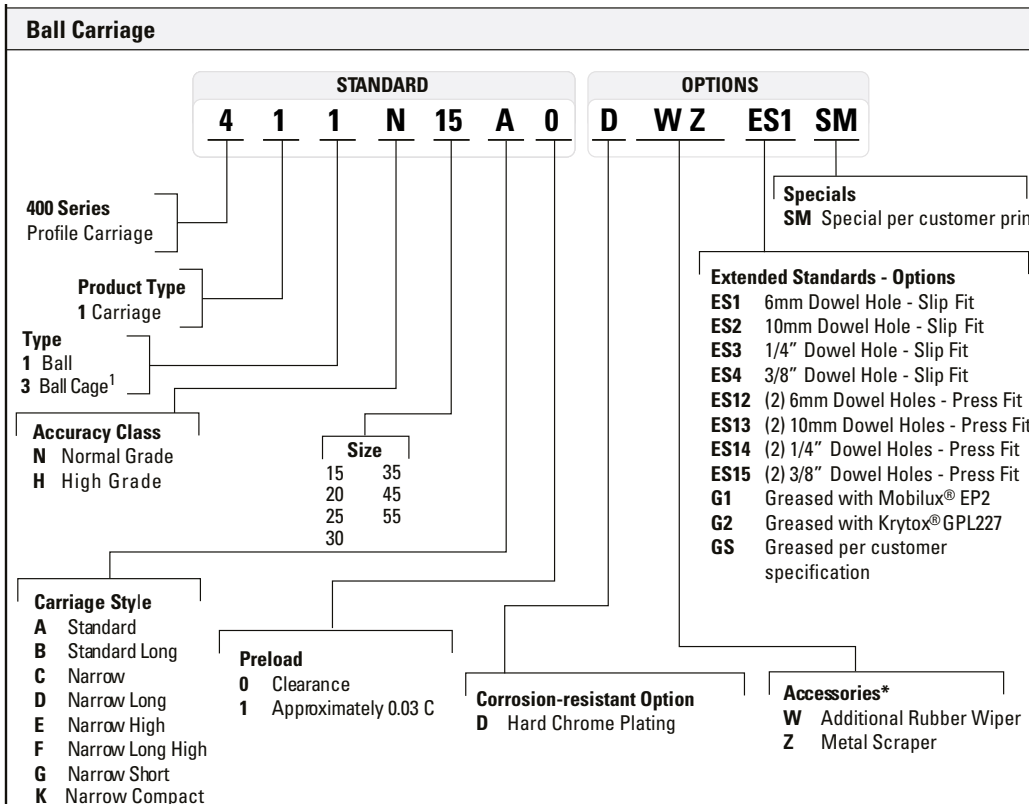 Ball Carriage
STANDARD
OPTIONS
4 1 1 N 15 A 0 D W Z ES1 SM
400 Series
Profile Carriage
Product Type
1 Carriage
Type
1 Ball
3 Ball Cage1
Accuracy Class
N Normal Grade
H High Grade
Size
15 35
20 45
25 55
30
Specials
SM Special per customer prin
Extended Standards - Options
ES1 6mm Dowel Hole - Slip Fit
ES2 10mm Dowel Hole - Slip Fit
ES3 1/4” Dowel Hole - Slip Fit
ES4 3/8” Dowel Hole - Slip Fit
ES12 (2) 6mm Dowel Holes - Press Fit
ES13 (2) 10mm Dowel Holes - Press Fit
ES14 (2) 1/4” Dowel Holes - Press Fit
ES15 (2) 3/8” Dowel Holes - Press Fit
G1 Greased with Mobilux® EP2
G2 Greased with Krytox® GPL227
GS Greased per customer
specification
Carriage Style
A Standard
B Standard Long
C Narrow
D Narrow Long
E Narrow High
F Narrow Long High
G Narrow Short
K Narrow Compact
Preload
0 Clearance
1 Approximately 0.03 C
Corrosion-resistant Option
D Hard Chrome Plating
Accessories*
W Additional Rubber Wiper
Z Metal Scraper